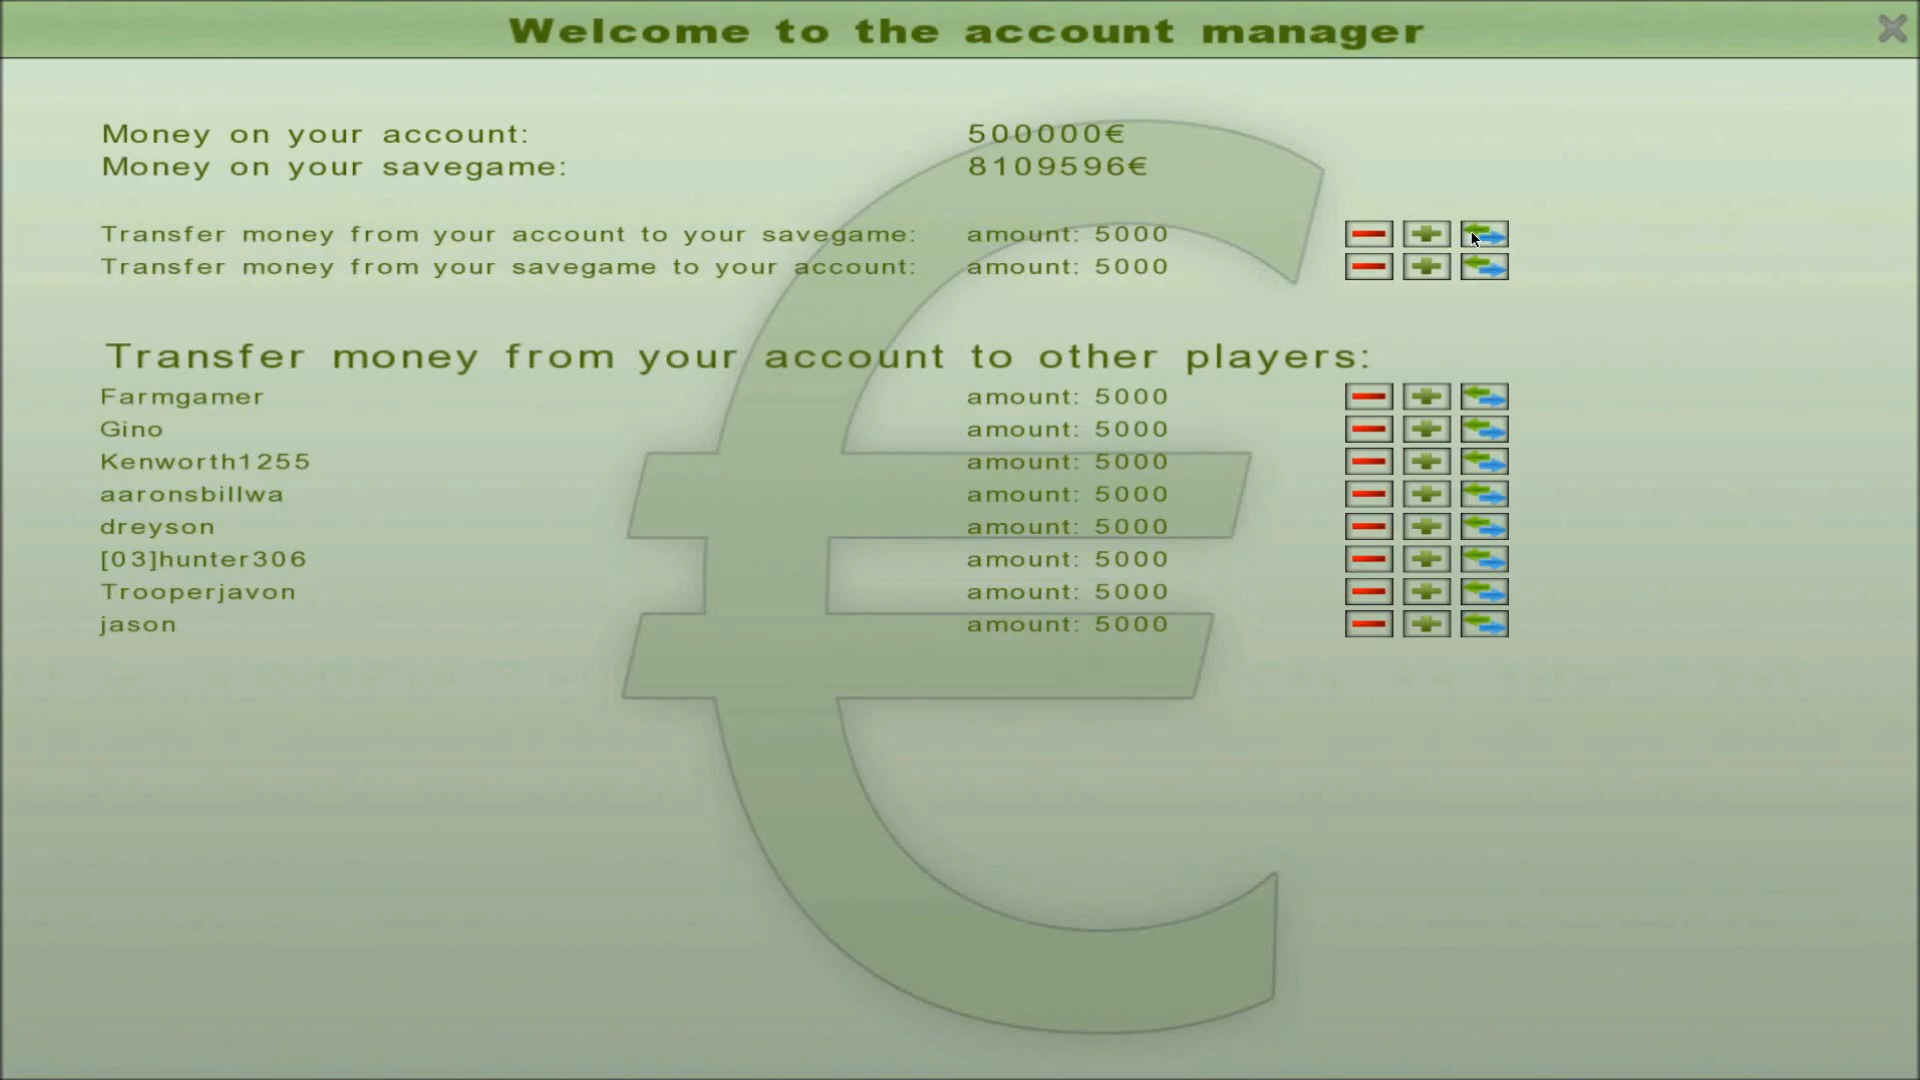 Welcome to the account manager
Money on your account: 500000€
Money on your savegame: 8109596€
Transfer money from your account to your savegame: amount: 5000
Transfer money from your savegame to your account: amount: 5000
Transfer money from your account to other players:
Farmgamer amount: 5000
Gino amount: 5000
Kenworth1255 amount: 5000
aaronsbillwa amount: 5000
dreyson amount: 5000
[03]hunter306 amount: 5000
Trooperjavon amount: 5000
jason amount: 5000